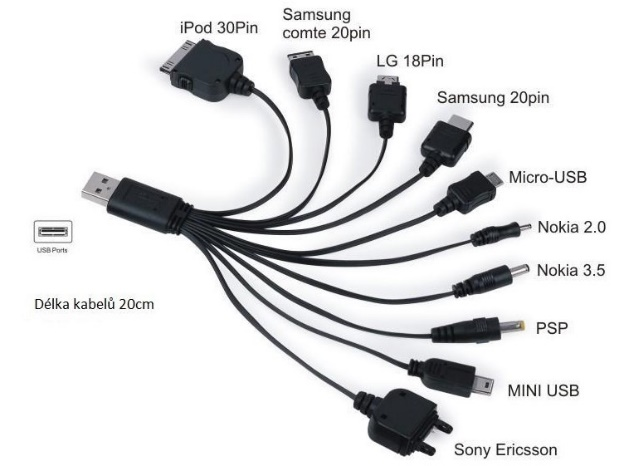 iPod 30Pin
Samsung
comte 20pin
LG 18Pin
Samsung 20pin
Micro-USB
Nokia 2.0
Nokia 3.5
PSP
MINI USB
Sony Ericsson
USB Ports
Délka kabelů 20cm